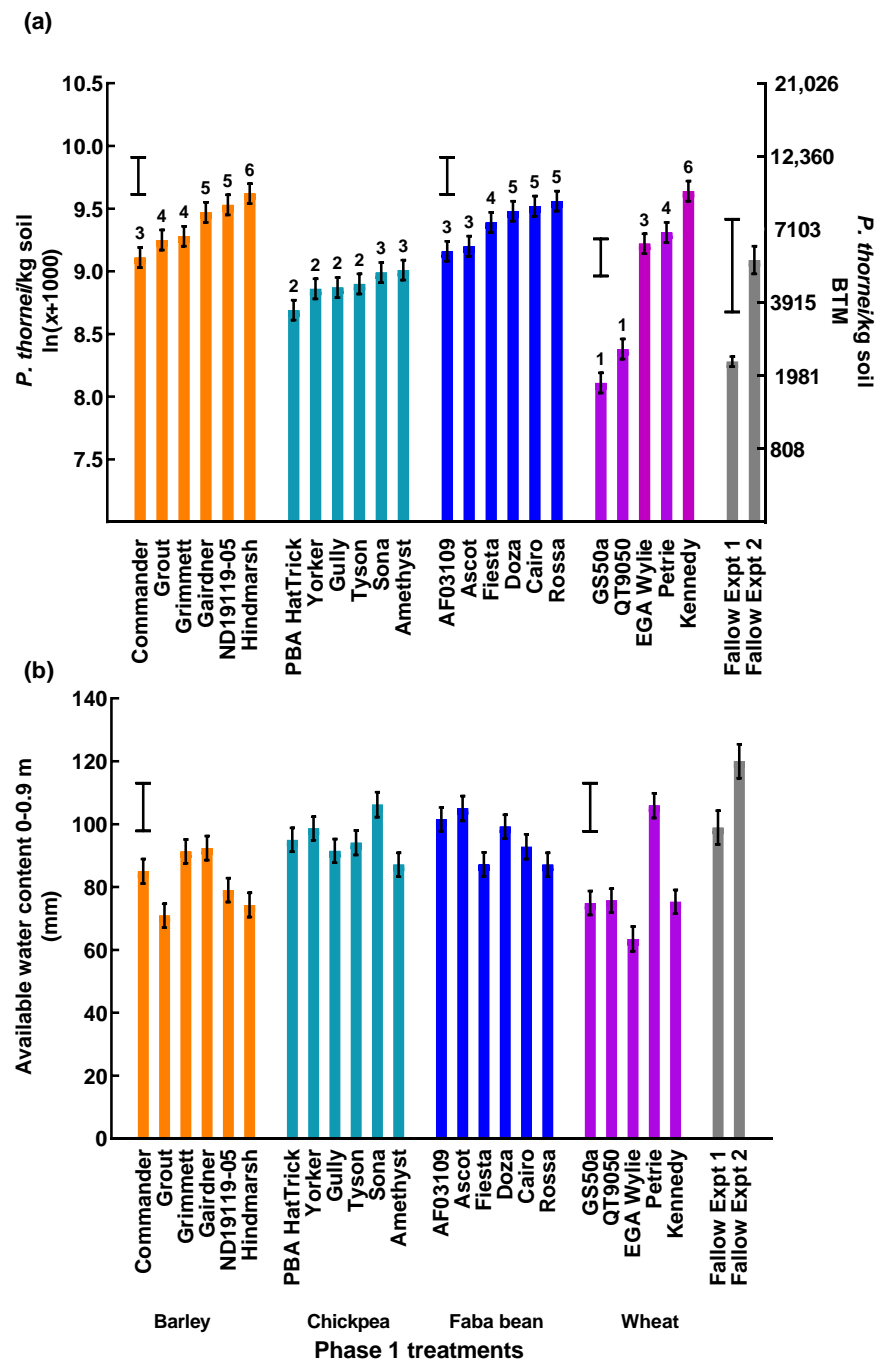 (a)
P. thornei/kg soil
ln(x+1000)
10.5
10.0
9.5
9.0
8.5
8.0
7.5
3 4 4 5 5 6
2 2 2 2 3 3
3 3 4 5 5 5
1 1 3 4 6
21,026
12,360
7103
3915
1981
808
P. thornei/kg soil
BTM
Commander
Grout
Grimmett
Gairdner
ND19119-05
Hindmarsh
PBA HatTrick
Yorker
Gully
Tyson
Sona
Amethyst
AF03109
Ascot
Fiesta
Doza
Cairo
Rossa
GS50a
QT9050
EGA Wylie
Petrie
Kennedy
Fallow Expt 1
Fallow Expt 2
(b)
Available water content 0-0.9 m
(mm)
140
120
100
80
60
40
20
0
Commander
Grout
Grimmett
Gairdner
ND19119-05
Hindmarsh
PBA HatTrick
Yorker
Gully
Tyson
Sona
Amethyst
AF03109
Ascot
Fiesta
Doza
Cairo
Rossa
GS50a
QT9050
EGA Wylie
Petrie
Kennedy
Fallow Expt 1
Fallow Expt 2
Barley Chickpea Faba bean Wheat
Phase 1 treatments